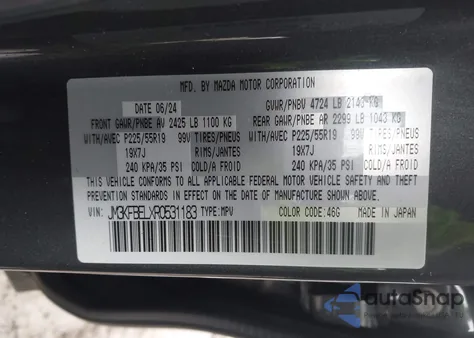 MFD. BY MAZDA MOTOR CORPORATION
DATE 06/24 GVWR/PNBV 4724 LB 2143 KG
FRONT GAWR/PNBE AV 2425 LB 1100 KG REAR GAWR/PNBE AR 2299 LB 1043 KG
WITH/AVEC P225/55R19 99V TIRES/PNEUS WITH/AVEC P225/55R19 99V TIRES/PNEUS
19X7J RIMS/JANTES 19X7J RIMS/JANTES
240 KPA/35 PSI COLD/A FROID 240 KPA/35 PSI COLD/A FROID
THIS VEHICLE CONFORMS TO ALL APPLICABLE FEDERAL MOTOR VEHICLE
SAFETY STANDARDS IN EFFECT ON THE
DATE OF MANUFACTURE SHOWN ABOVE.
VIN: JM3KFBELXR0531183 TYPE: MPV COLOR CODE: 46G MADE IN JAPAN
autoSnap